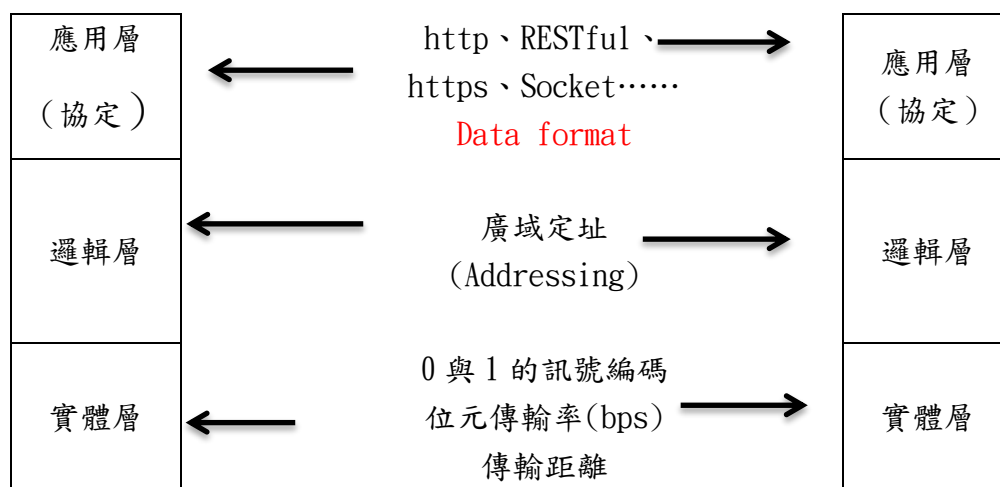 應用層
（協定）
http、RESTful、
https、Socket……
Data format
應用層
（協定）
邏輯層
廣域定址
(Addressing)
邏輯層
實體層
0 與 1 的訊號編碼
位元傳輸率(bps)
傳輸距離
實體層